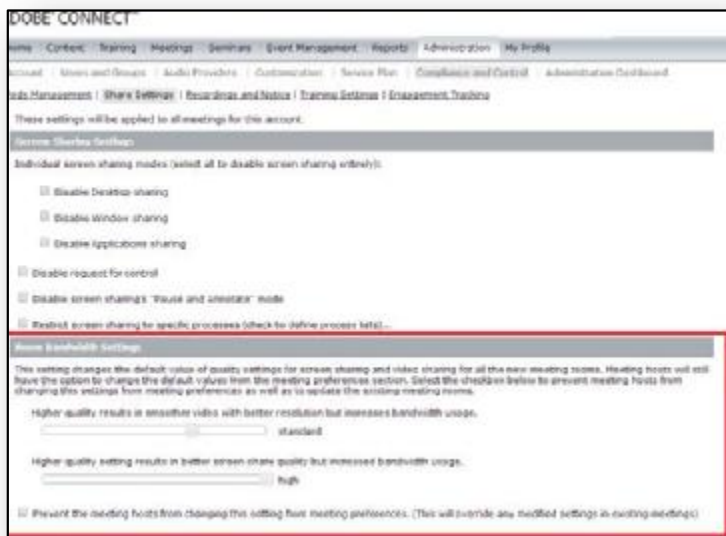 DOBE' CONNECT™
Home Content Training Meetings Seminars Event Management Reports Administration My Profile
Account Users and Groups Audio Providers Customization Service Plan Compliance and Control Administration Dashboard
Pods Management | Share Settings | Recordings and Notice | Training Settings | Engagement Tracking
These settings will be applied to all meetings for this account.
Screen Sharing Settings
Individual screen sharing modes (select all to disable screen sharing entirely):
Disable Desktop sharing
Disable Window sharing
Disable Applications sharing
Disable request for control
Disable screen sharing's "Pause and annotate" mode
Restrict screen sharing to specific processes (check to define process lists)...
Room Bandwidth Settings
This setting changes the default value of quality settings for screen sharing and video sharing for all the new meeting rooms. Meeting hosts will still
have the option to change the default values from the meeting preferences section. Select the checkbox below to prevent meeting hosts from
changing this settings from meeting preferences as well as to update the existing meeting rooms.
Higher quality results in smoother video with better resolution but increases bandwidth usage.
standard
Higher quality setting results in better screen share quality but increased bandwidth usage.
high
Prevent the meeting hosts from changing this setting from meeting preferences. (This will override any modified settings in existing meetings)